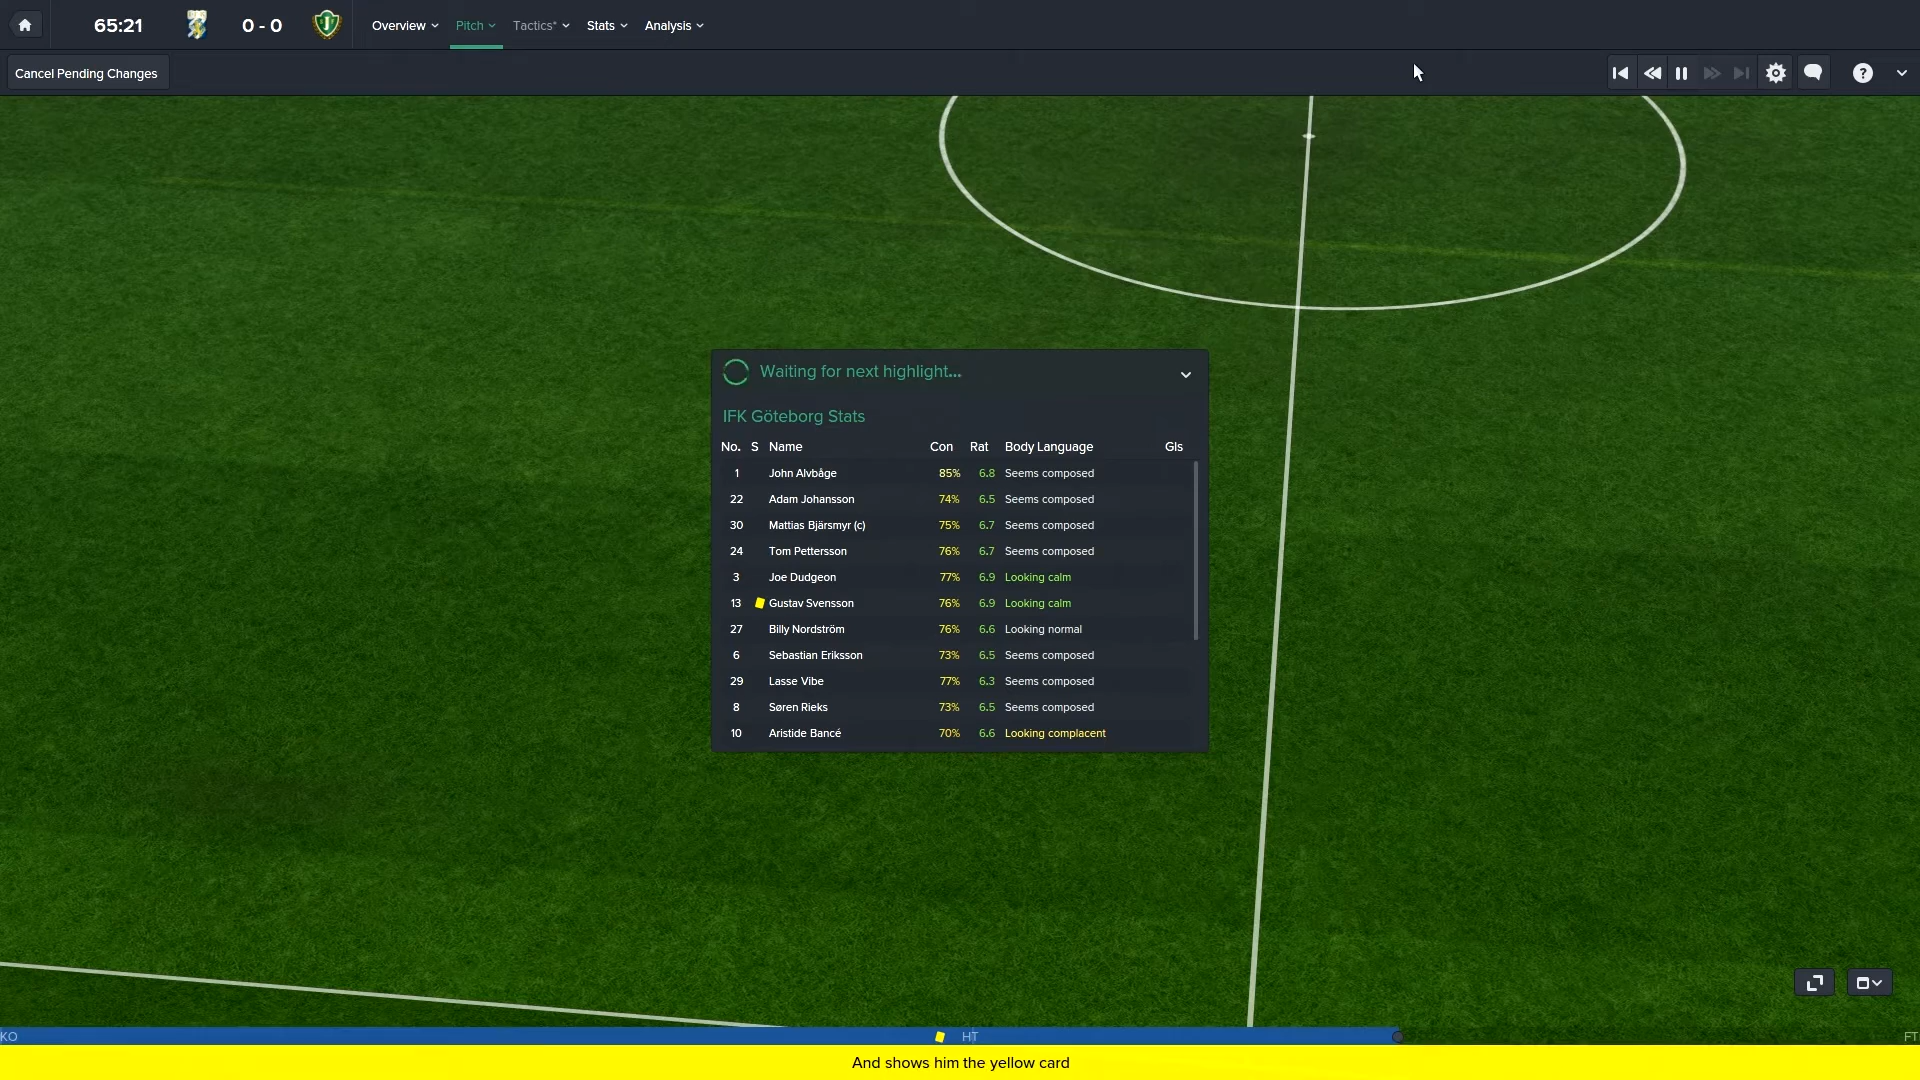 65:21 0 - 0 Overview Pitch Tactics* Stats Analysis
Cancel Pending Changes
Waiting for next highlight...
IFK Göteborg Stats
No. S Name Con Rat Body Language Gls
1 John Alvbåge 85% 6.8 Seems composed
22 Adam Johansson 74% 6.5 Seems composed
30 Mattias Bjärsmyr (c) 75% 6.7 Seems composed
24 Tom Pettersson 76% 6.7 Seems composed
3 Joe Dudgeon 77% 6.9 Looking calm
13 Gustav Svensson 76% 6.9 Looking calm
27 Billy Nordström 76% 6.6 Looking normal
6 Sebastian Eriksson 73% 6.5 Seems composed
29 Lasse Vibe 77% 6.3 Seems composed
8 Søren Rieks 73% 6.5 Seems composed
10 Aristide Bancé 70% 6.6 Looking complacent
KO HT FT
And shows him the yellow card